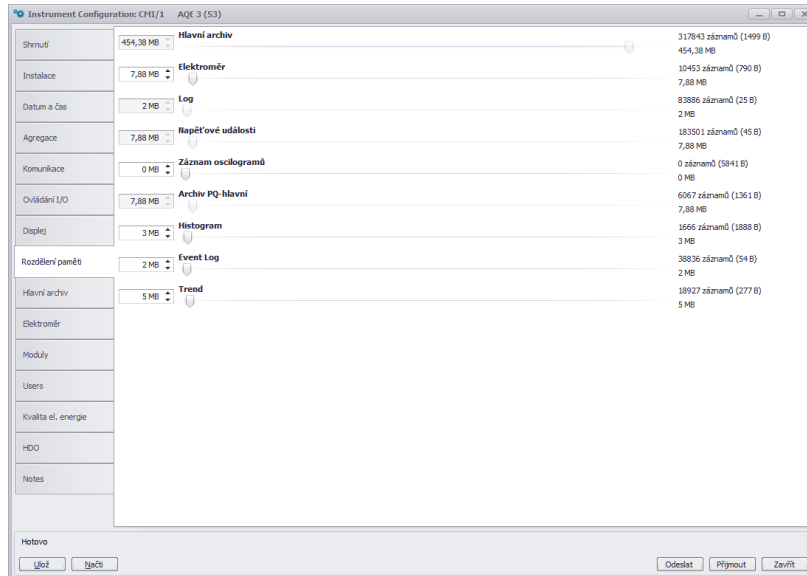 Instrument Configuration: CMI/1 AQE 3 (53)
Shrnutí
Instalace
Datum a čas
Agregace
Komunikace
Ovládání I/O
Displej
Rozdělení paměti
Hlavní archiv
Elektroměr
Moduly
Users
Kvalita el. energie
HDO
Notes
454,38 MB Hlavní archiv 317843 záznamů (1499 B)
454,38 MB
7,88 MB Elektroměr 10453 záznamů (790 B)
7,88 MB
2 MB Log 83886 záznamů (25 B)
2 MB
7,88 MB Napěťové události 183501 záznamů (45 B)
7,88 MB
0 MB Záznam oscilogramů 0 záznamů (5841 B)
0 MB
7,88 MB Archiv PQ-hlavní 6067 záznamů (1361 B)
7,88 MB
3 MB Histogram 1666 záznamů (1888 B)
3 MB
2 MB Event Log 38836 záznamů (54 B)
2 MB
5 MB Trend 18927 záznamů (277 B)
5 MB
Hotovo
Ulož Načti Odeslat Přijmout Zavřít